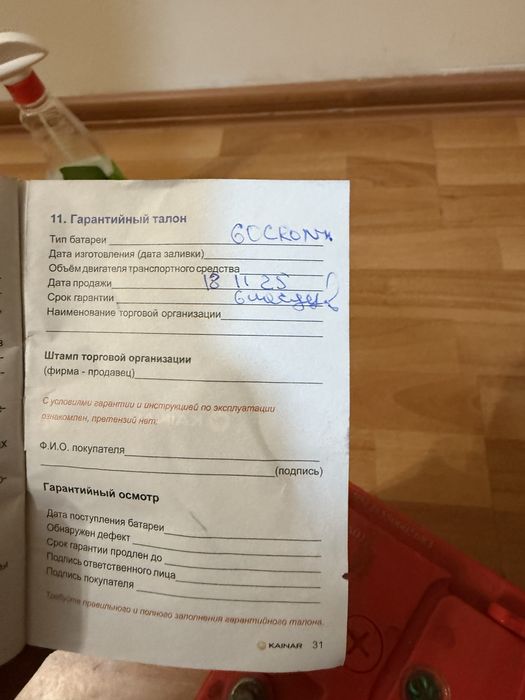 11. Гарантийный талон
Тип батареи 60CRON
Дата изготовления (дата заливки)
Объём двигателя транспортного средства
Дата продажи 18 11 25
Срок гарантии
Наименование торговой организации
Штамп торговой организации
(фирма - продавец)
С условиями гарантии и инструкцией по эксплуатации
ознакомлен, претензий нет:
Ф.И.О. покупателя
(подпись)
Гарантийный осмотр
Дата поступления батареи
Обнаружен дефект
Срок гарантии продлен до
Подпись ответственного лица
Подпись покупателя
Требуйте правильного и полного заполнения гарантийного талона.
KAINAR 31